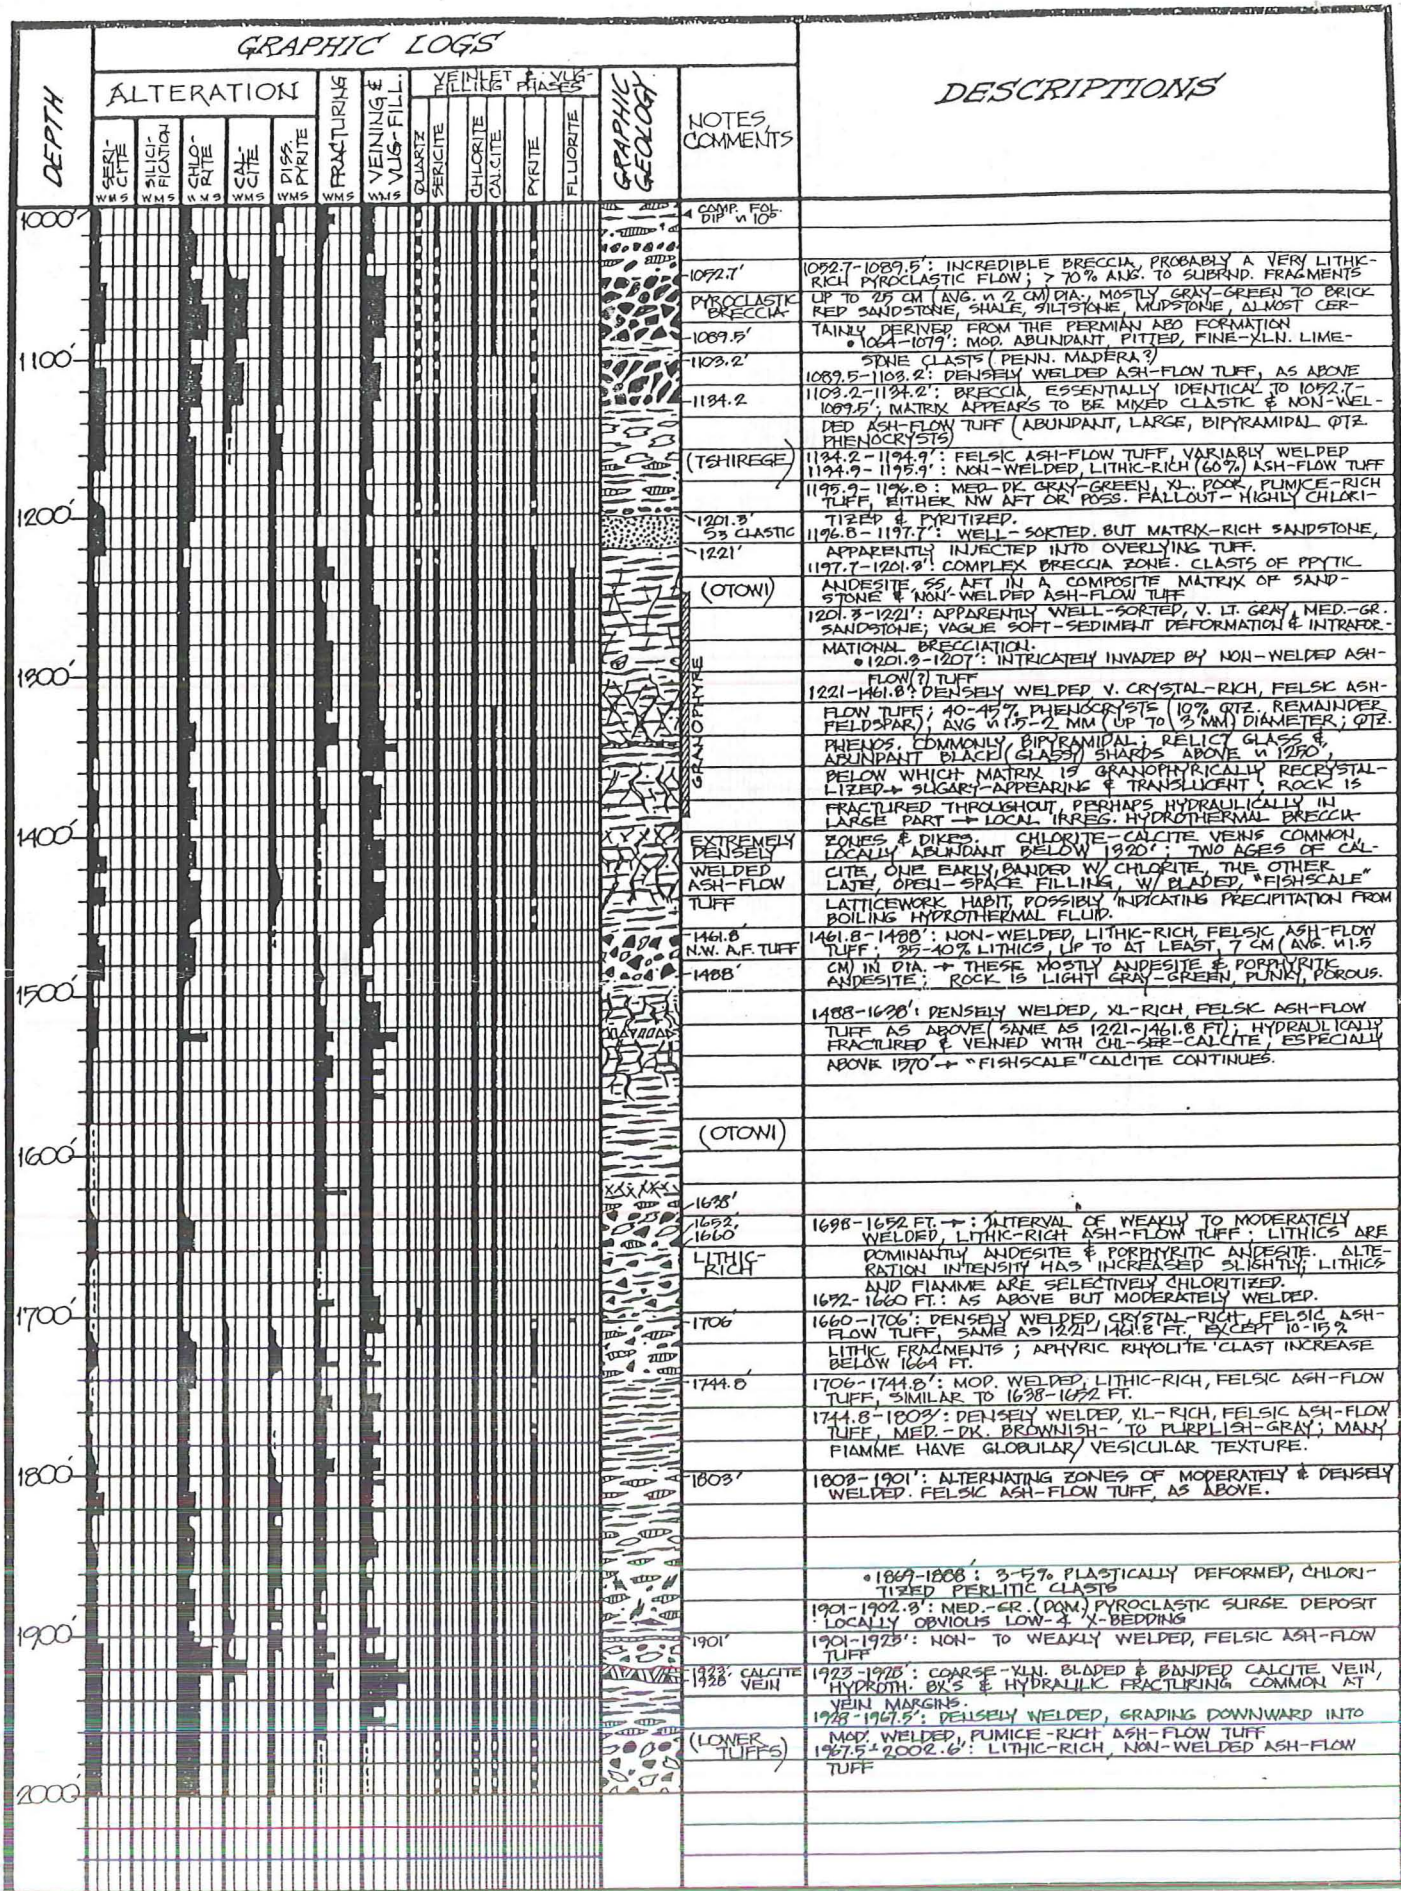 GRAPHIC LOGS
DEPTH
ALTERATION
FRACTURING
VEINING & VUG-FILL.
VEINLET & VUG-
FILLING PHASES
GRAPHIC GEOLOGY
NOTES,
COMMENTS
DESCRIPTIONS
SERI-
CITE
SILICI-
FICATION
CHLO-
RITE
CAL-
CITE
DISS.
PYRITE
QUARTZ
SERICITE
CHLORITE
CALCITE
PYRITE
FLUORITE
WMS WMS WMS WMS WMS WMS WMS
1000'
1100'
1200'
1300'
1400'
1500'
1600'
1700'
1800'
1900'
2000'
COMP. FOL.
DIP ~ 10°
1052.7'
PYROCLASTIC
BRECCIA
1089.5'
1103.2'
1134.2
(TSHIREGE)
1201.3'
S3 CLASTIC
1221'
(OTOWI)
GRANOPHYRE
EXTREMELY
DENSELY
WELDED
ASH-FLOW
TUFF
1461.8
N.W. A.F. TUFF
1488'
(OTOWI)
1638'
1652,
1660
LITHIC-
RICH
1706
1744.8'
1803'
1901'
1923' CALCITE
1928 VEIN
(LOWER
TUFFS)
1052.7-1089.5': INCREDIBLE BRECCIA, PROBABLY A VERY LITHIC-
RICH PYROCLASTIC FLOW; > 70% ANG. TO SUBRND. FRAGMENTS
UP TO 25 CM (AVG. ~ 2 CM) DIA., MOSTLY GRAY-GREEN TO BRICK
RED SANDSTONE, SHALE, SILTSTONE, MUDSTONE, ALMOST CER-
TAINLY DERIVED FROM THE PERMIAN ABO FORMATION
• 1064-1079': MOD. ABUNDANT, PITTED, FINE-XLN. LIME-
STONE CLASTS (PENN. MADERA?)
1089.5-1103.2': DENSELY WELDED ASH-FLOW TUFF, AS ABOVE
1103.2-1134.2': BRECCIA, ESSENTIALLY IDENTICAL TO 1052.7-
1089.5'; MATRIX APPEARS TO BE MIXED CLASTIC & NON-WEL-
DED ASH-FLOW TUFF (ABUNDANT, LARGE, BIPYRAMIDAL QTZ
PHENOCRYSTS)
1134.2-1194.9': FELSIC ASH-FLOW TUFF, VARIABLY WELDED
1134.9-1195.9': NON-WELDED, LITHIC-RICH (60%) ASH-FLOW TUFF
1195.9-1196.8: MED-DK GRAY-GREEN, XL. POOR, PUMICE-RICH
TUFF, EITHER NW AFT OR POSS. FALLOUT - HIGHLY CHLORI-
TIZED & PYRITIZED.
1196.8-1197.7': WELL-SORTED, BUT MATRIX-RICH SANDSTONE,
APPARENTLY INJECTED INTO OVERLYING TUFF.
1197.7-1201.3': COMPLEX BRECCIA ZONE. CLASTS OF PPYTIC
ANDESITE SS, AFT IN A COMPOSITE MATRIX OF SAND-
STONE & NON-WELDED ASH-FLOW TUFF
1201.3-1221': APPARENTLY WELL-SORTED, V. LT. GRAY, MED.-GR.
SANDSTONE; VAGUE SOFT-SEDIMENT DEFORMATION & INTRAFOR-
MATIONAL BRECCIATION.
• 1201.3-1207': INTRICATELY INVADED BY NON-WELDED ASH-
FLOW(?) TUFF
1221-1461.8': DENSELY WELDED, V. CRYSTAL-RICH, FELSIC ASH-
FLOW TUFF; 40-45% PHENOCRYSTS (10% QTZ. REMAINDER
FELDSPAR), AVG ~ 1.5-2 MM (UP TO 3 MM) DIAMETER; QTZ.
PHENOS. COMMONLY BIPYRAMIDAL; RELICT GLASS &
ABUNDANT BLACK (GLASS) SHARDS ABOVE ~ 1250',
BELOW WHICH MATRIX IS GRANOPHYRICALLY RECRYSTAL-
LIZED → SUGARY-APPEARING & TRANSLUCENT; ROCK IS
FRACTURED THROUGHOUT, PERHAPS HYDRAULICALLY IN
LARGE PART → LOCAL IRREG. HYDROTHERMAL BRECCIA
ZONES & DIKES. CHLORITE-CALCITE VEINS COMMON,
LOCALLY ABUNDANT BELOW 1320'; TWO AGES OF CAL-
CITE, ONE EARLY, BANDED W/ CHLORITE, THE OTHER
LATE, OPEN-SPACE FILLING, W/ BLADED, "FISHSCALE"
LATTICEWORK HABIT, POSSIBLY INDICATING PRECIPITATION FROM
BOILING HYDROTHERMAL FLUID.
1461.8-1488': NON-WELDED, LITHIC-RICH, FELSIC ASH-FLOW
TUFF; 35-40% LITHICS, UP TO AT LEAST 7 CM (AVG. ~1.5
CM) IN DIA. → THESE MOSTLY ANDESITE & PORPHYRITIC
ANDESITE; ROCK IS LIGHT GRAY-GREEN, PUNKY, POROUS.
1488-1638': DENSELY WELDED, XL-RICH, FELSIC ASH-FLOW
TUFF AS ABOVE (SAME AS 1221-1461.8 FT); HYDRAULICALLY
FRACTURED & VEINED WITH CHL-SER-CALCITE, ESPECIALLY
ABOVE 1570' → "FISHSCALE" CALCITE CONTINUES.
1638-1652 FT. → : INTERVAL OF WEAKLY TO MODERATELY
WELDED, LITHIC-RICH ASH-FLOW TUFF; LITHICS ARE
DOMINANTLY ANDESITE & PORPHYRITIC ANDESITE. ALTE-
RATION INTENSITY HAS INCREASED SLIGHTLY; LITHICS
AND FIAMME ARE SELECTIVELY CHLORITIZED.
1652-1660 FT.: AS ABOVE BUT MODERATELY WELDED.
1660-1706': DENSELY WELDED, CRYSTAL-RICH, FELSIC ASH-
FLOW TUFF, SAME AS 1221-1461.8 FT., EXCEPT 10-15%
LITHIC FRAGMENTS; APHYRIC RHYOLITE CLAST INCREASE
BELOW 1664 FT.
1706-1744.8': MOD. WELDED, LITHIC-RICH, FELSIC ASH-FLOW
TUFF, SIMILAR TO 1638-1652 FT.
1744.8-1803': DENSELY WELDED, XL-RICH, FELSIC ASH-FLOW
TUFF, MED.-DK. BROWNISH- TO PURPLISH-GRAY; MANY
FIAMME HAVE GLOBULAR/VESICULAR TEXTURE.
1803-1901': ALTERNATING ZONES OF MODERATELY & DENSELY
WELDED FELSIC ASH-FLOW TUFF, AS ABOVE.
• 1869-1888': 3-5% PLASTICALLY DEFORMED, CHLORI-
TIZED PERLITIC CLASTS
1901-1902.3': MED.-GR. (DOM.) PYROCLASTIC SURGE DEPOSIT
LOCALLY OBVIOUS LOW-∠ X-BEDDING
1901-1923': NON- TO WEAKLY WELDED, FELSIC ASH-FLOW
TUFF
1923-1928': COARSE-XLN. BLADED & BANDED CALCITE VEIN,
HYDROTH. BX'S & HYDRAULIC FRACTURING COMMON AT
VEIN MARGINS.
1928-1967.5': DENSELY WELDED, GRADING DOWNWARD INTO
MOD. WELDED, PUMICE-RICH ASH-FLOW TUFF
1967.5-2002.6': LITHIC-RICH, NON-WELDED ASH-FLOW
TUFF